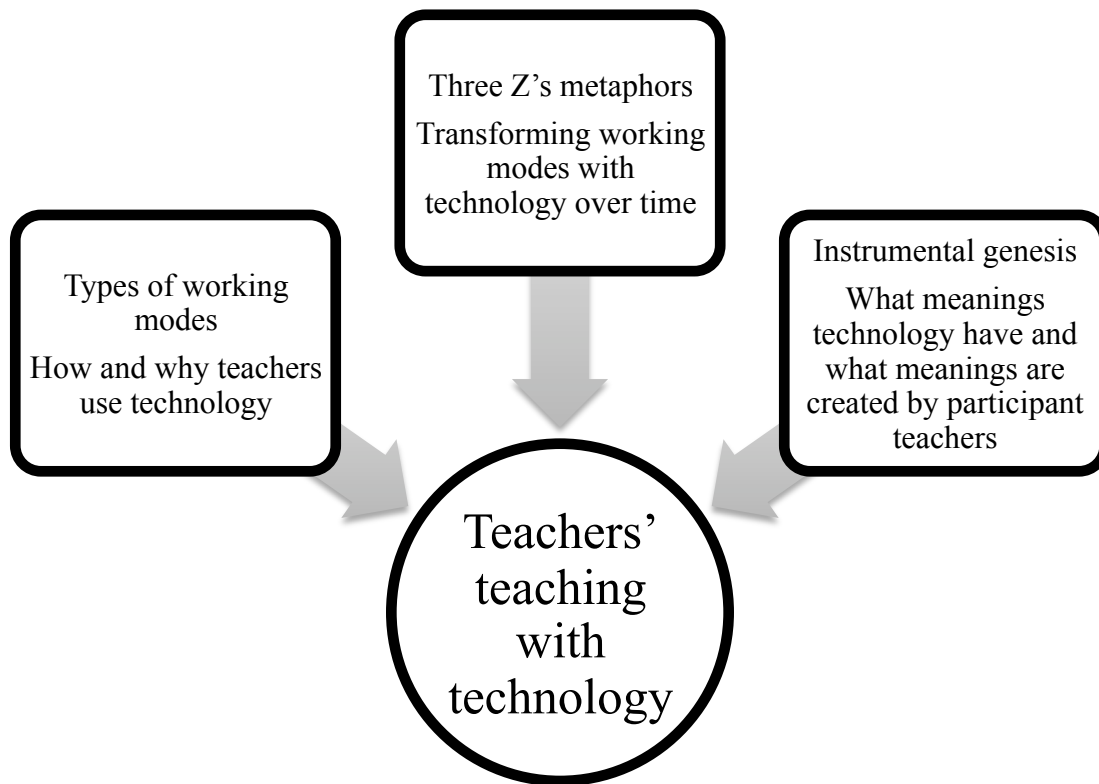 Three Z’s metaphors
Transforming working
modes with
technology over time
Types of working
modes
How and why teachers
use technology
Instrumental genesis
What meanings
technology have and
what meanings are
created by participant
teachers
Teachers’
teaching
with
technology